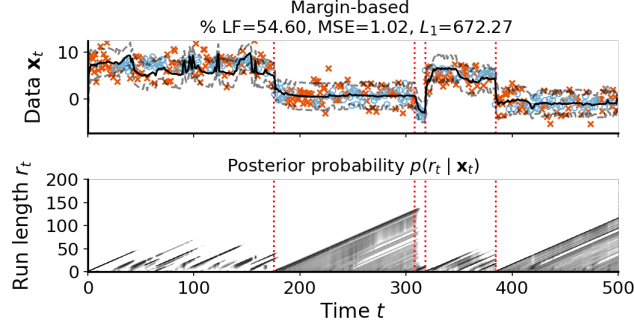 Margin-based
% LF=54.60, MSE=1.02, L₁=672.27
Data 𝐱ₜ
10
0
Posterior probability p(rₜ | 𝐱ₜ)
Run length rₜ
200
150
100
50
0
0 100 200 300 400 500
Time t